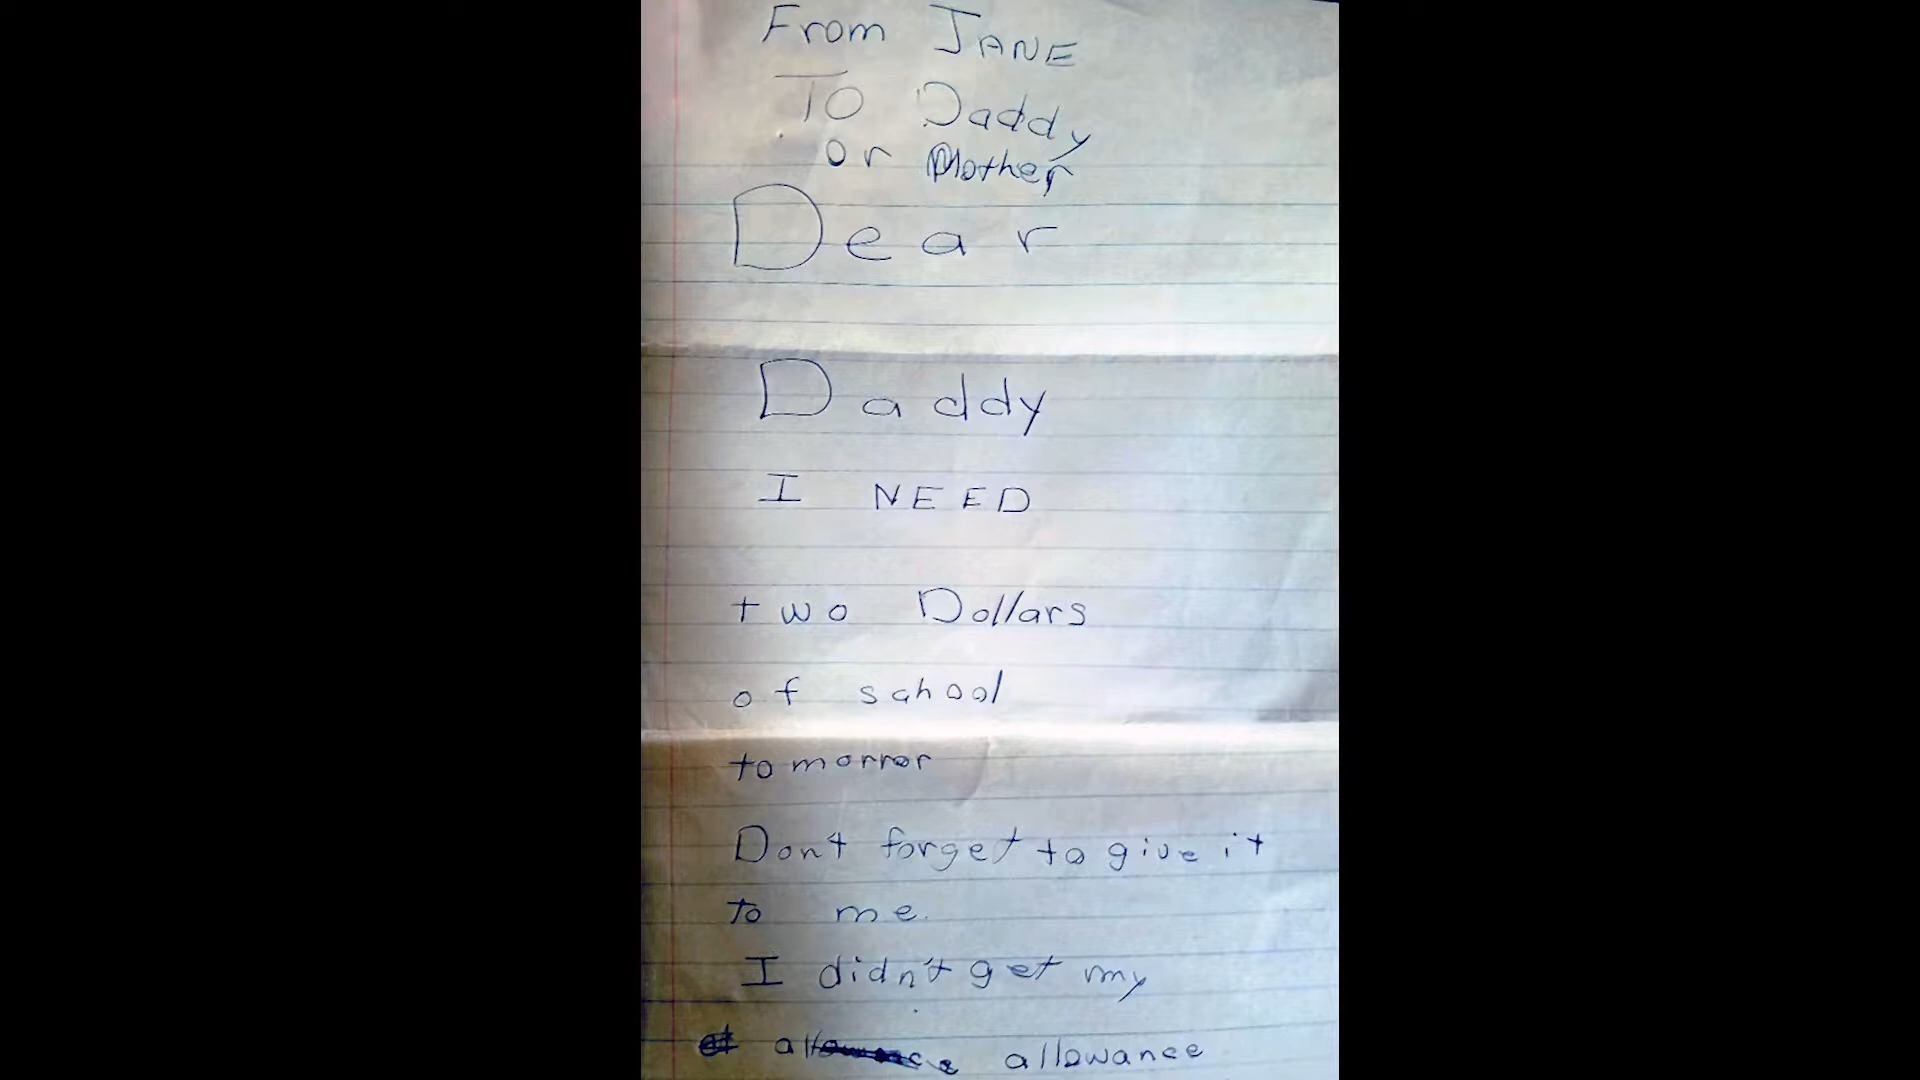 From JANE
TO Daddy
or Mother
Dear
Daddy
I NEED
two Dollars
of school
tomorror
Don't forget to give it
to me.
I didn't get my
allowance